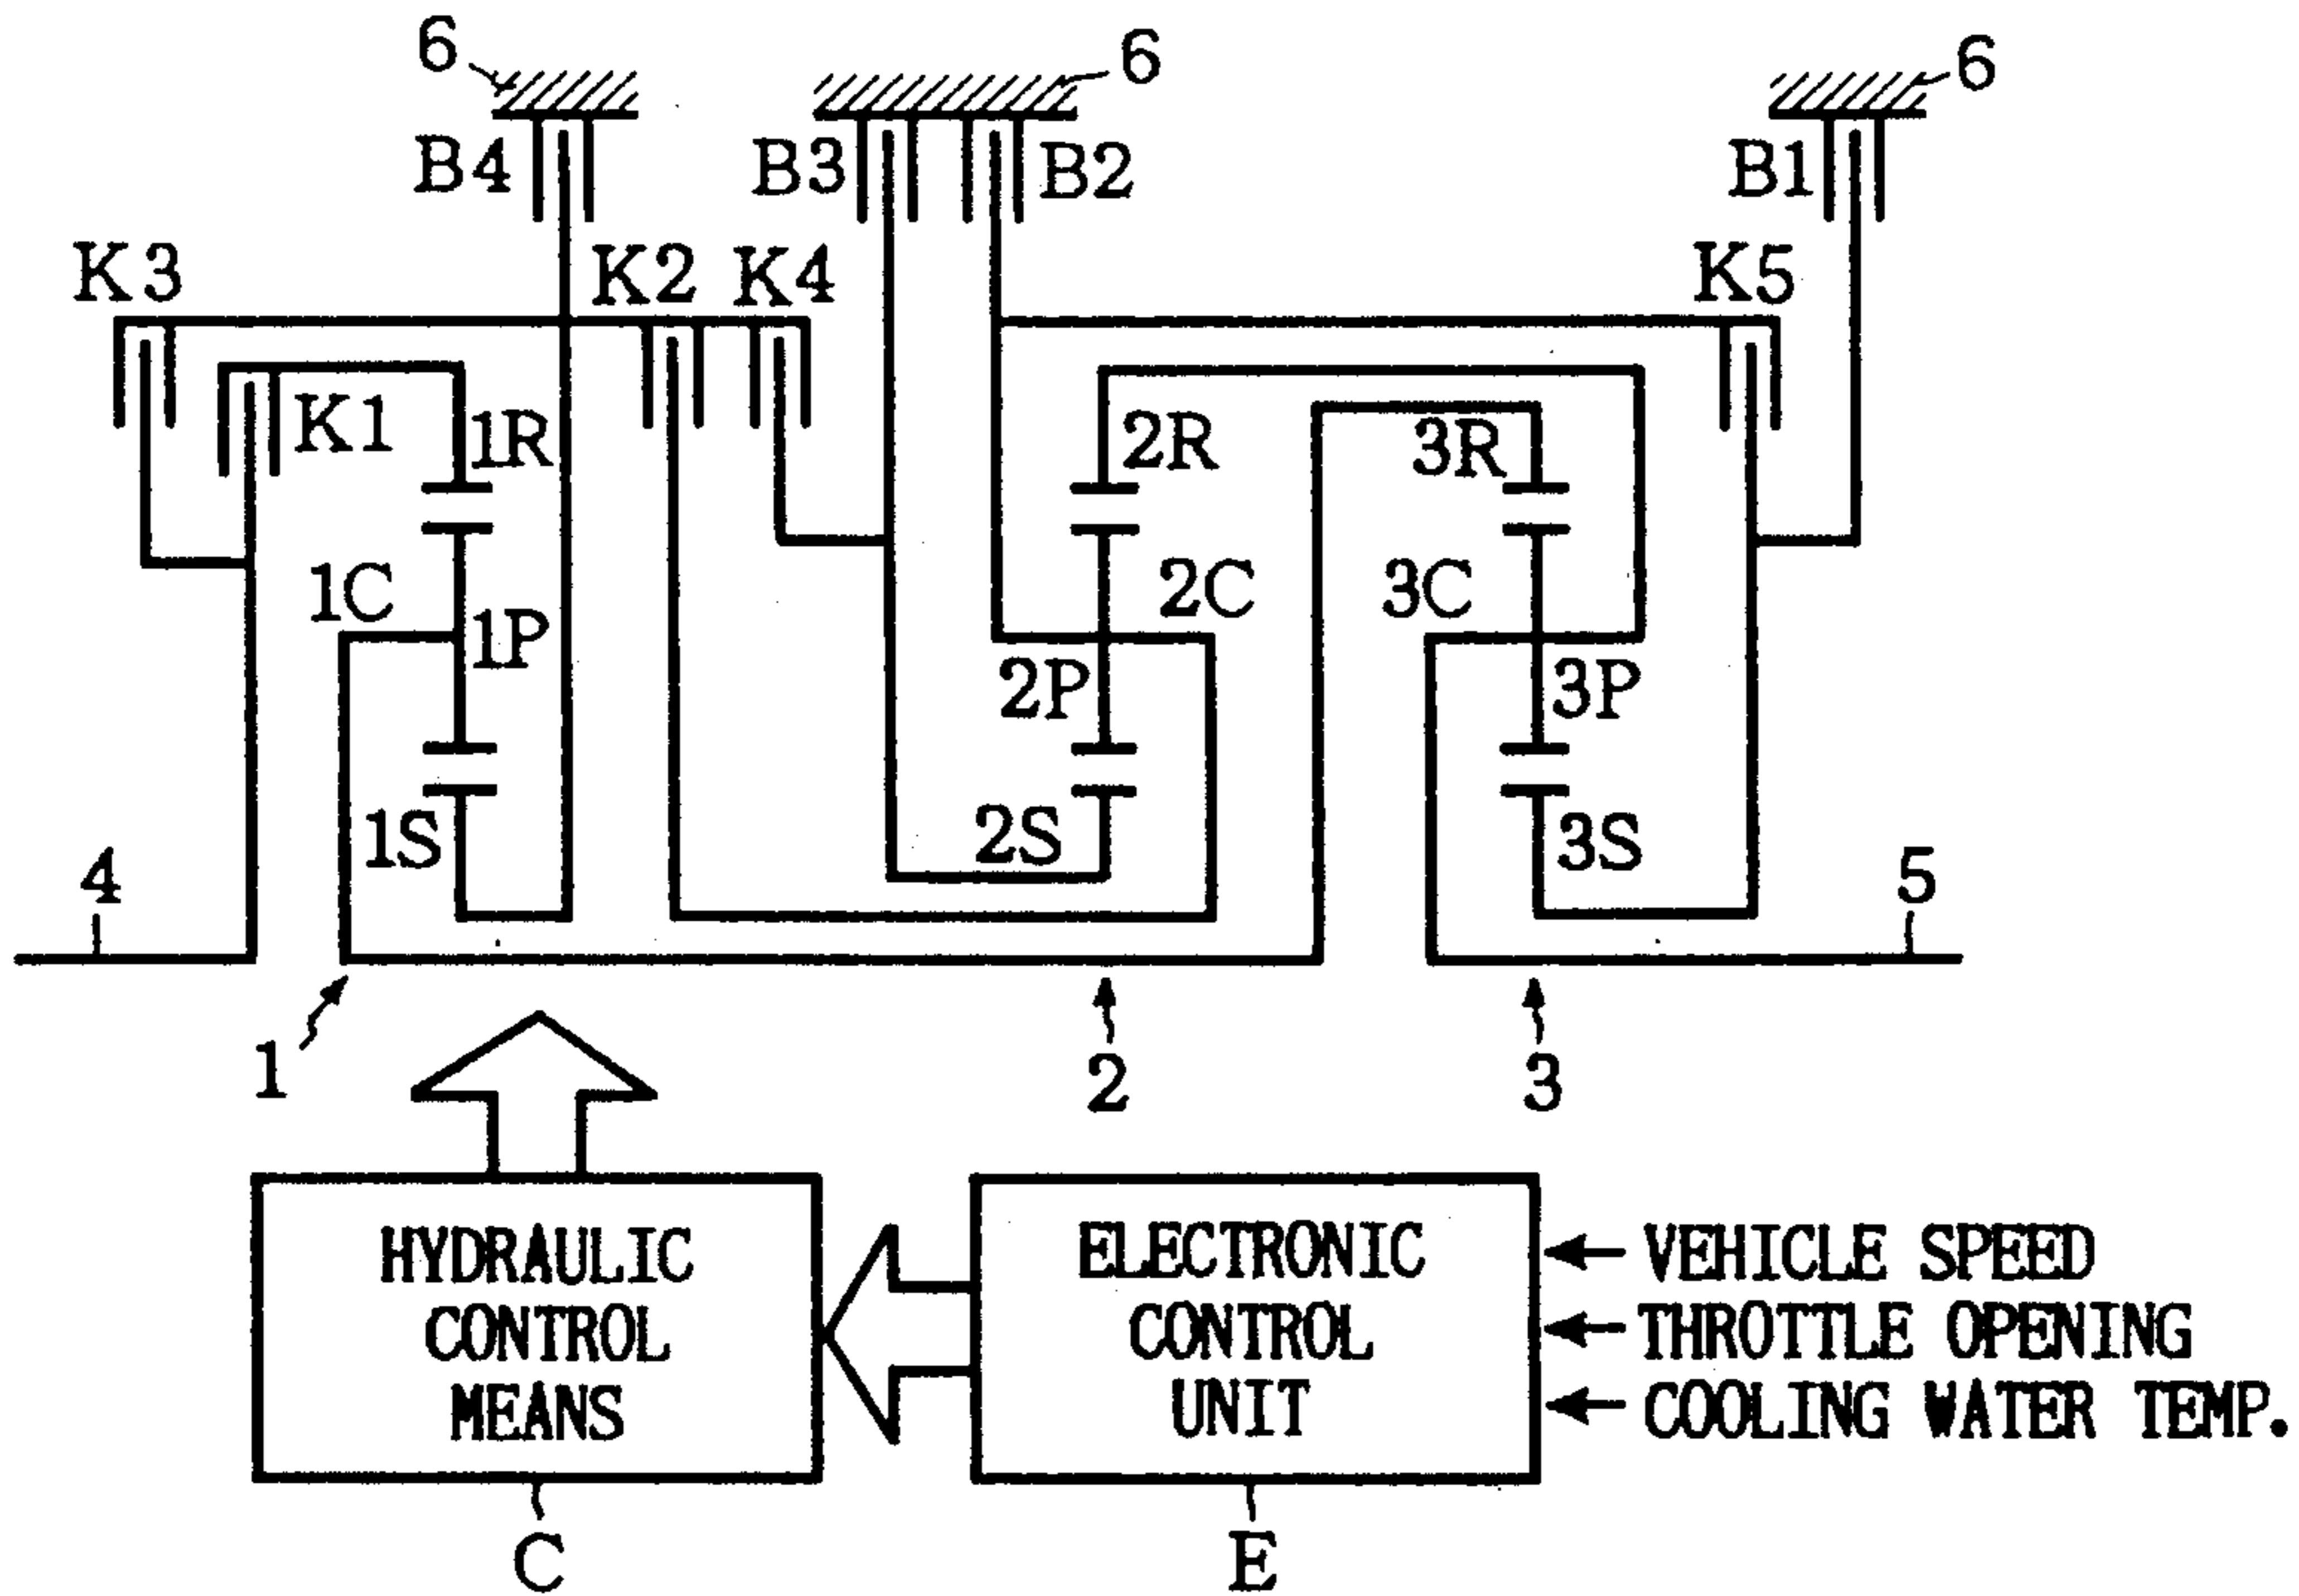 6
6
6
B4
B3
B2
B1
K3
K2
K4
K5
K1
1R
2R
3R
1C
2C
3C
1P
2P
3P
1S
2S
3S
4
5
1
2
3
HYDRAULIC
CONTROL
MEANS
ELECTRONIC
CONTROL
UNIT
VEHICLE SPEED
THROTTLE OPENING
COOLING WATER TEMP.
C
E